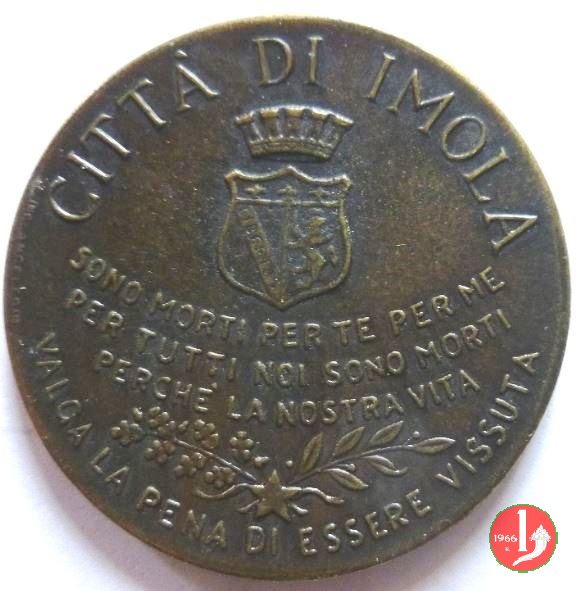 CITTÀ DI IMOLA
SONO MORTI PER TE PER ME
PER TUTTI NOI SONO MORTI
PERCHÈ LA NOSTRA VITA
VALGA LA PENA DI ESSERE VISSUTA
1966